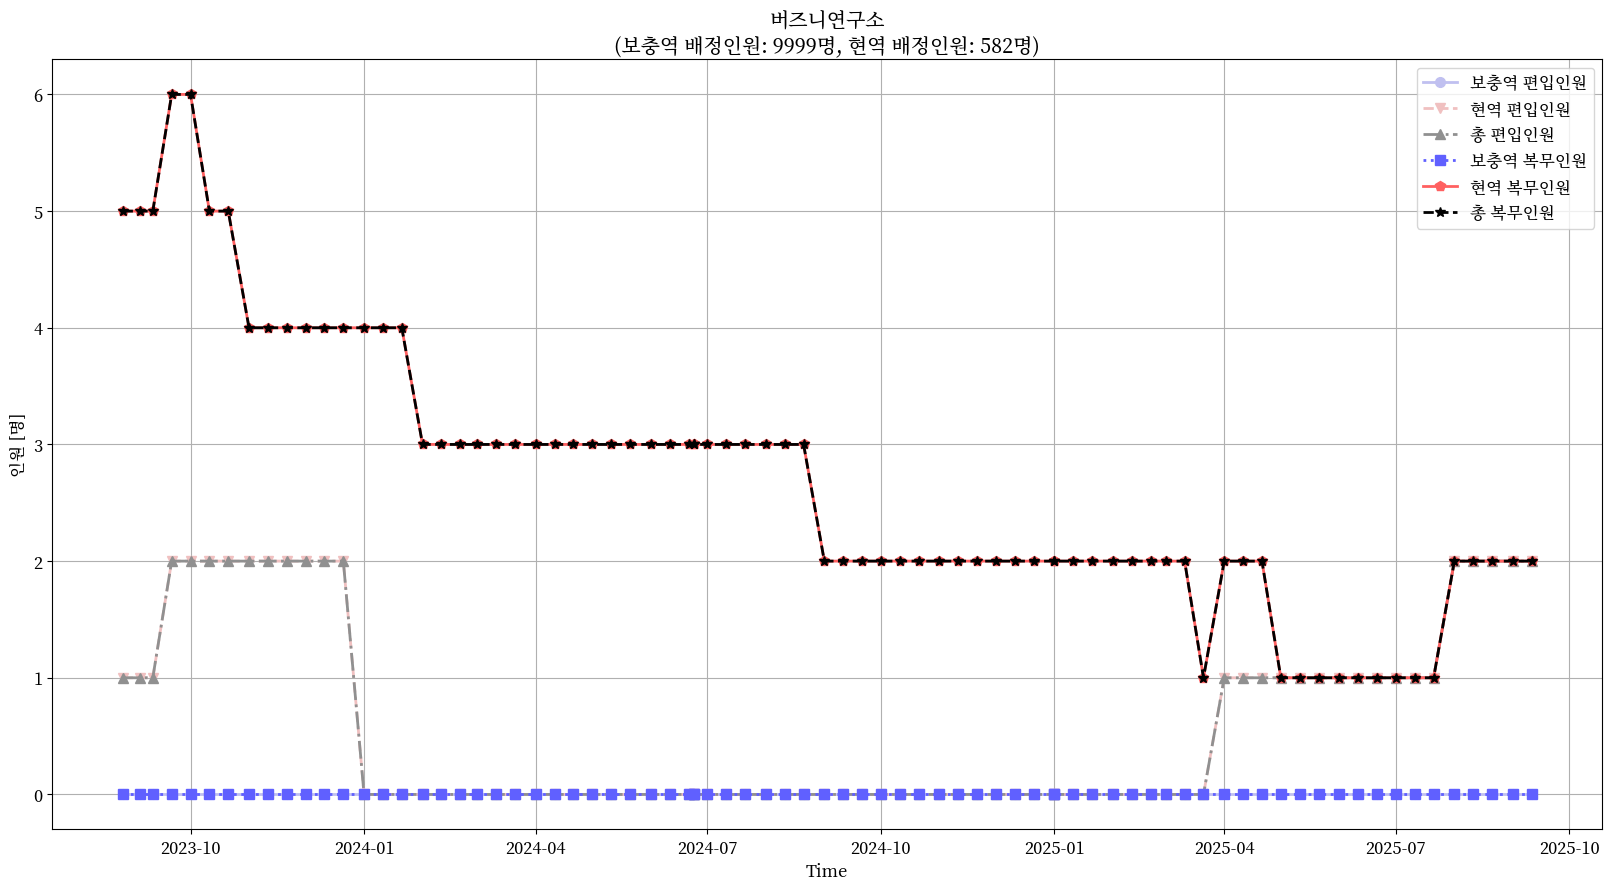 버즈니연구소
(보충역 배정인원: 9999명, 현역 배정인원: 582명)
보충역 편입인원
현역 편입인원
총 편입인원
보충역 복무인원
현역 복무인원
총 복무인원
인원 [명]
6
5
4
3
2
1
0
2023-10
2024-01
2024-04
2024-07
2024-10
2025-01
2025-04
2025-07
2025-10
Time